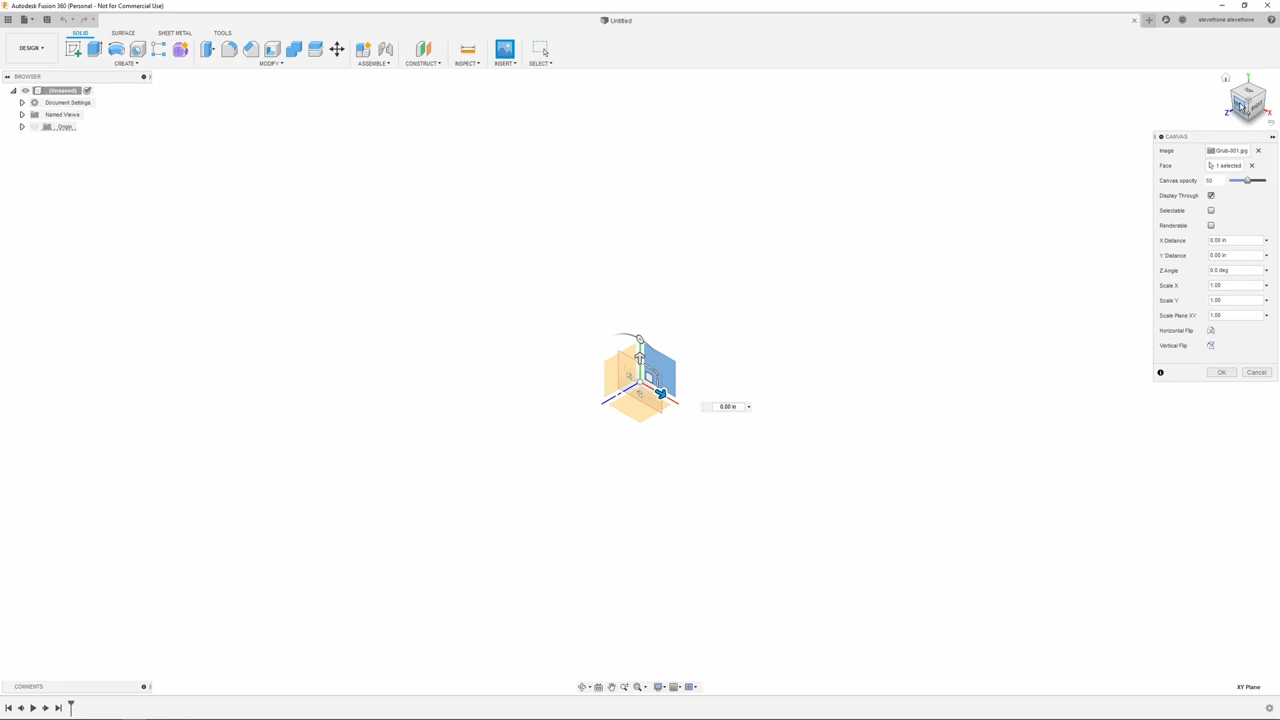 Autodesk Fusion 360 (Personal - Not for Commercial Use)
Untitled
stevethone stevethone
DESIGN
SOLID SURFACE SHEET METAL TOOLS
CREATE MODIFY ASSEMBLE CONSTRUCT INSPECT INSERT SELECT
BROWSER
(Unsaved)
Document Settings
Named Views
Origin
TOP
Y
Z
X
CANVAS
Image Grub-001.jpg
Face 1 selected
Canvas opacity 50
Display Through
Selectable
Renderable
X Distance 0.00 in
Y Distance 0.00 in
Z Angle 0.0 deg
Scale X 1.00
Scale Y 1.00
Scale Plane XY 1.00
Horizontal Flip
Vertical Flip
OK Cancel
0.00 in
COMMENTS
XY Plane